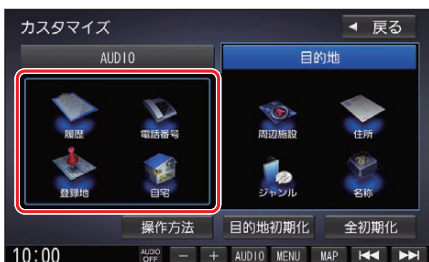 カスタマイズ ◀ 戻る
AUDIO 目的地
履歴 電話番号 周辺施設 住所
登録地 自宅 ジャンル 名称
操作方法 目的地初期化 全初期化
10:00 AUDIO OFF − + AUDIO MENU MAP